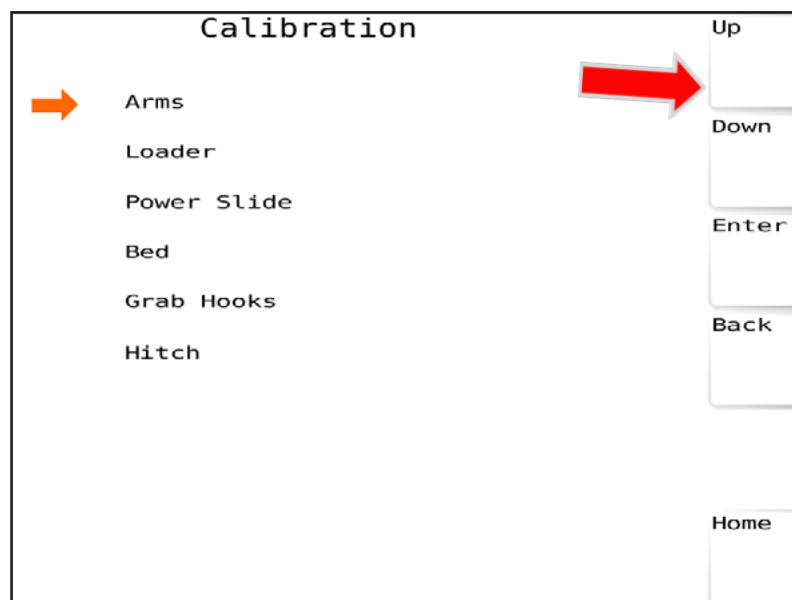 Calibration
Arms
Loader
Power Slide
Bed
Grab Hooks
Hitch
Up
Down
Enter
Back
Home